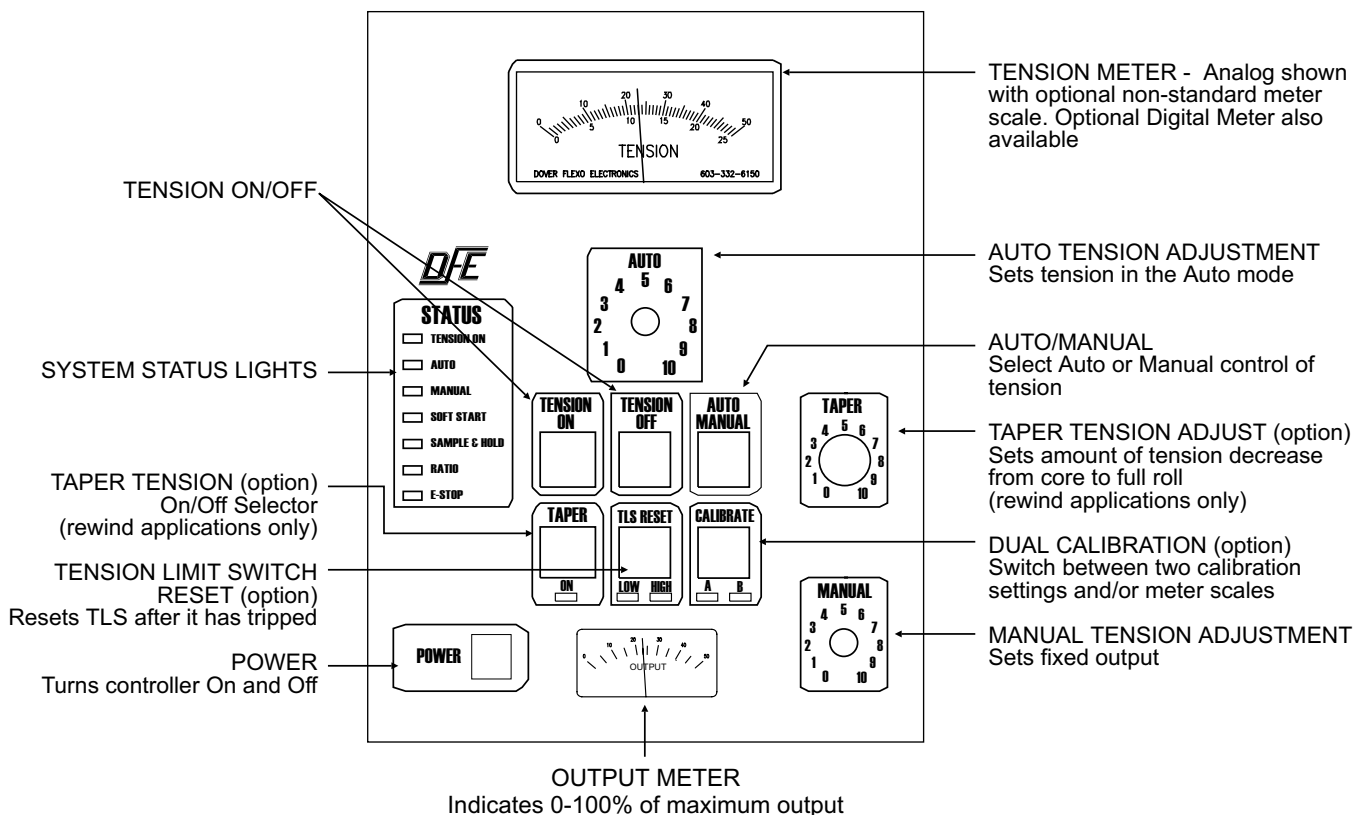 TENSION METER - Analog shown
with optional non-standard meter
scale. Optional Digital Meter also
available
0 10 20 30 40 50
0 5 10 15 20 25
TENSION
DOVER FLEXO ELECTRONICS 603-332-6150
TENSION ON/OFF
DFE
AUTO
0 1 2 3 4 5 6 7 8 9 10
AUTO TENSION ADJUSTMENT
Sets tension in the Auto mode
SYSTEM STATUS LIGHTS
STATUS
TENSION ON
AUTO
MANUAL
SOFT START
SAMPLE & HOLD
RATIO
E-STOP
TENSION
ON
TENSION
OFF
AUTO
MANUAL
AUTO/MANUAL
Select Auto or Manual control of
tension
TAPER
0 1 2 3 4 5 6 7 8 9 10
TAPER TENSION ADJUST (option)
Sets amount of tension decrease
from core to full roll
(rewind applications only)
TAPER TENSION (option)
On/Off Selector
(rewind applications only)
TAPER
ON
TLS RESET
LOW HIGH
CALIBRATE
A B
DUAL CALIBRATION (option)
Switch between two calibration
settings and/or meter scales
TENSION LIMIT SWITCH
RESET (option)
Resets TLS after it has tripped
MANUAL
0 1 2 3 4 5 6 7 8 9 10
MANUAL TENSION ADJUSTMENT
Sets fixed output
POWER
Turns controller On and Off
POWER
0 10 20 30 40 50
OUTPUT
OUTPUT METER
Indicates 0-100% of maximum output